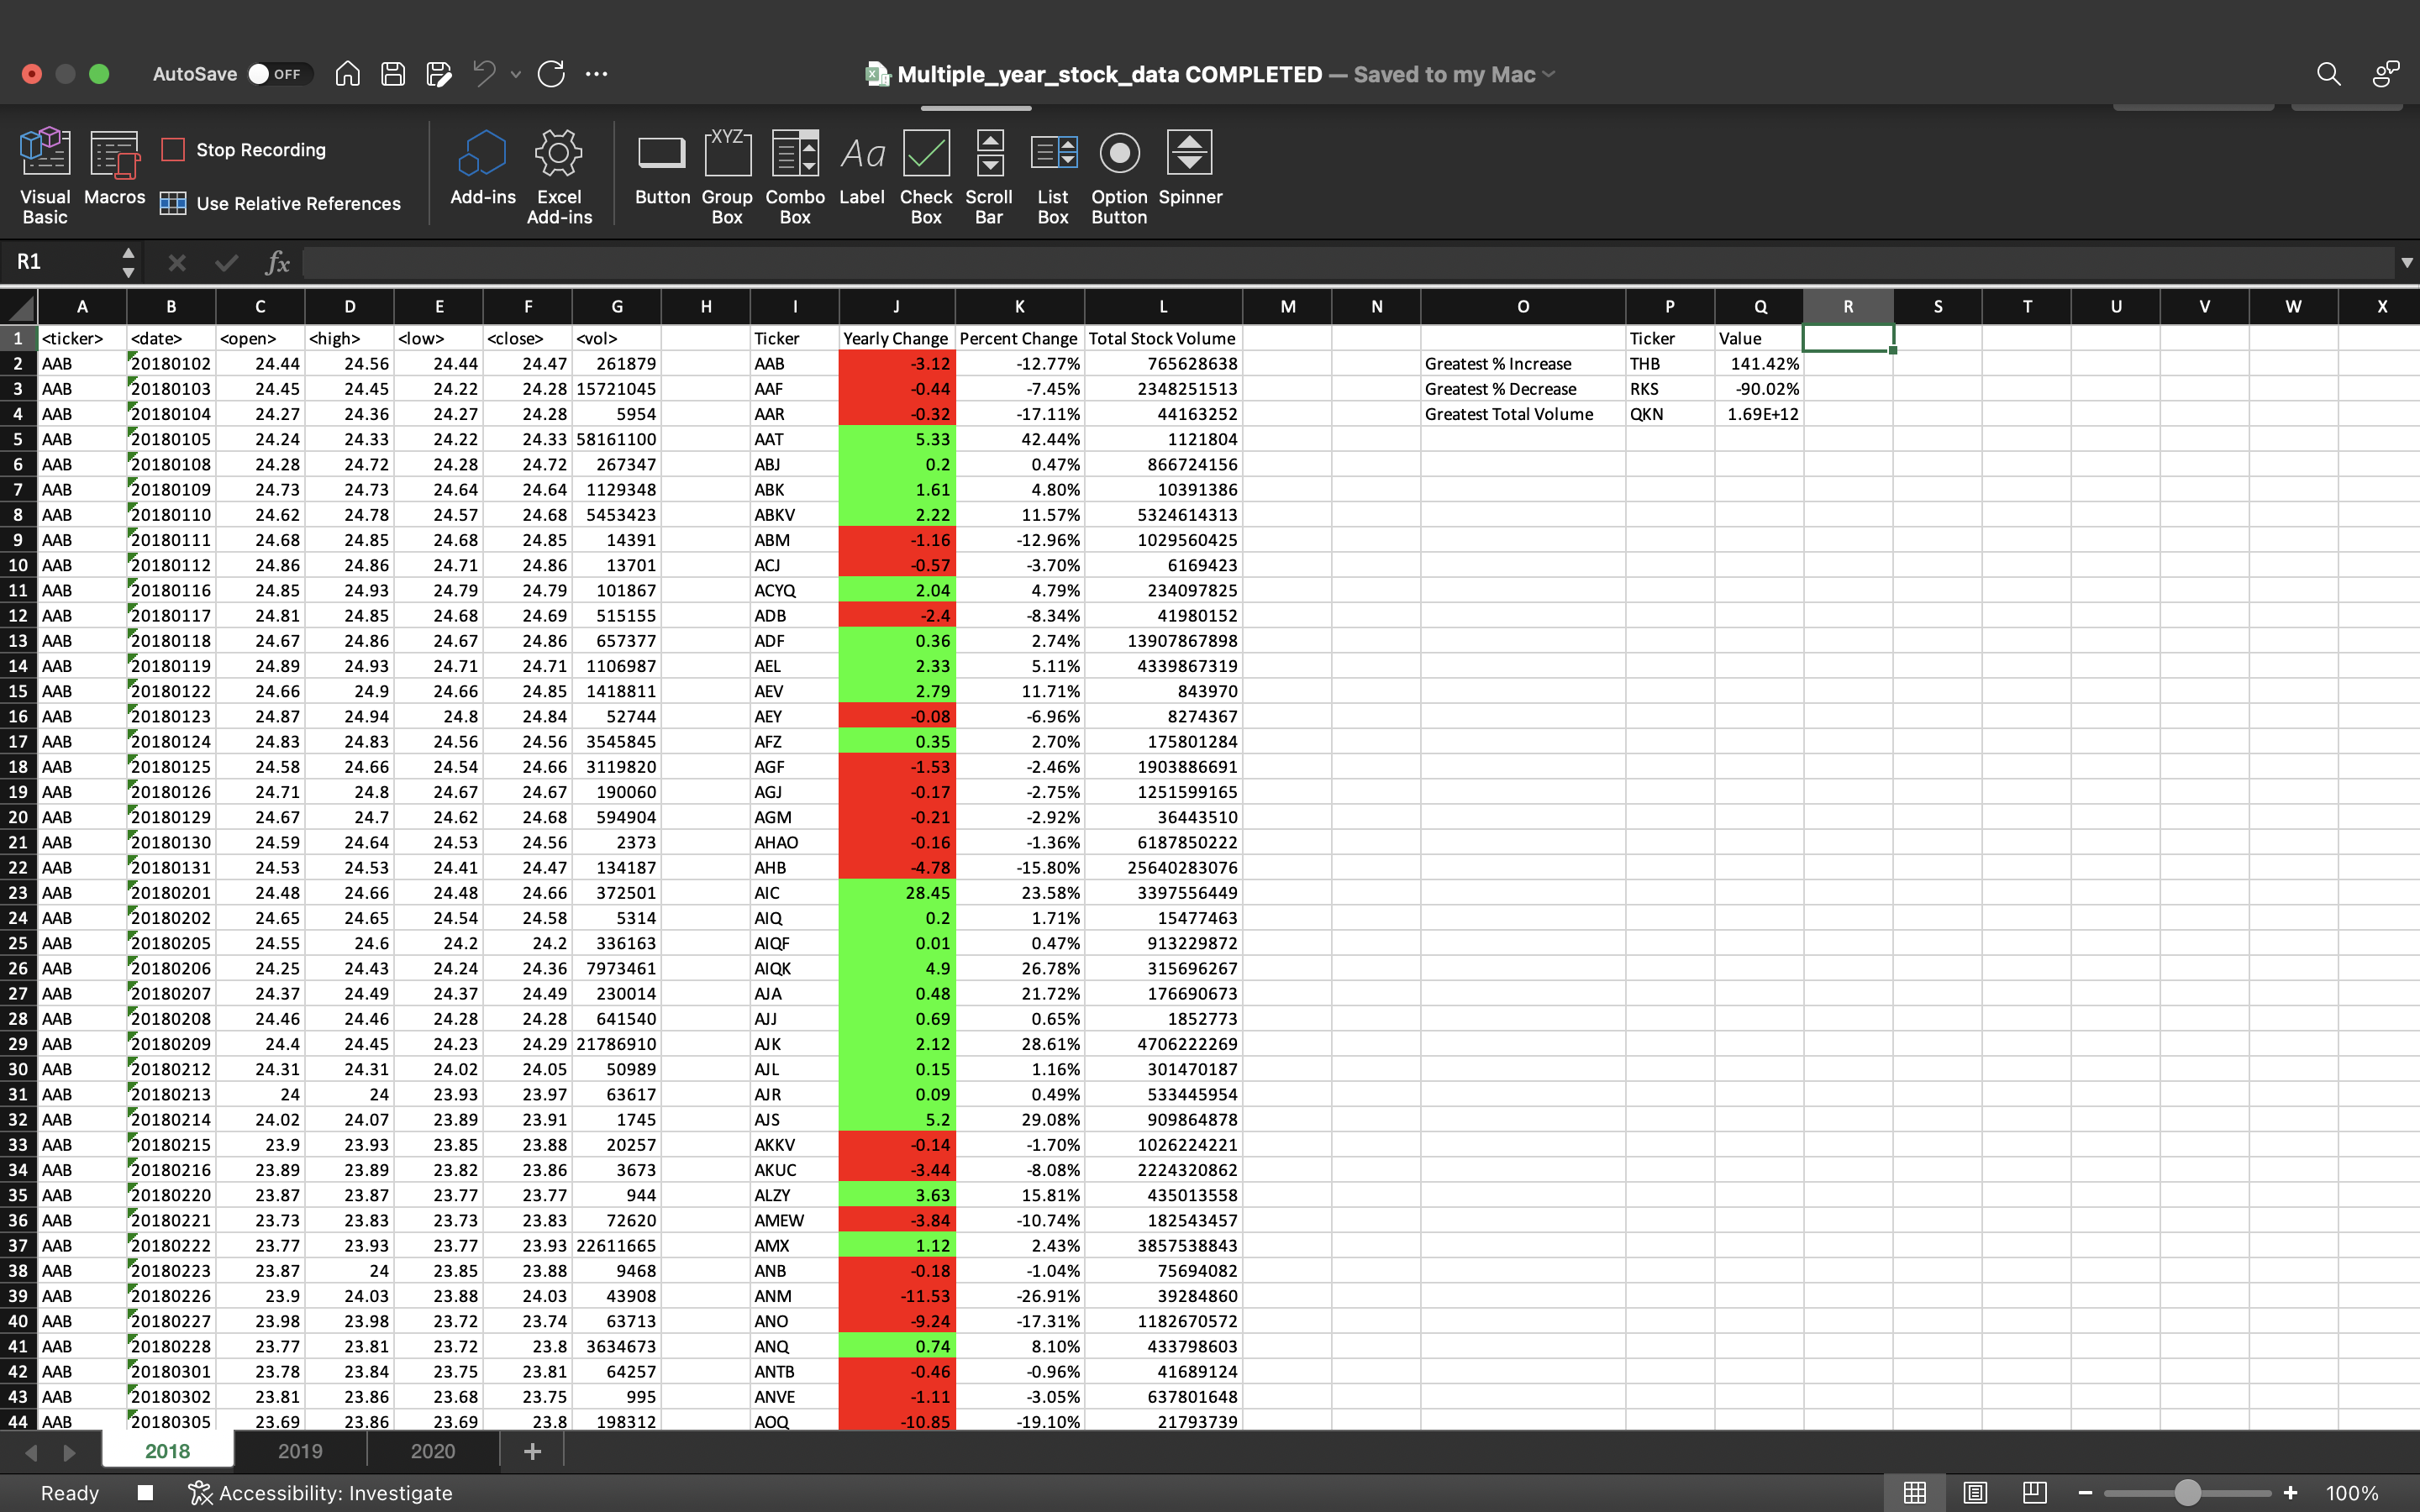 AutoSave OFF Multiple_year_stock_data COMPLETED — Saved to my Mac
Visual Basic
Macros
Stop Recording
Use Relative References
Add-ins
Excel Add-ins
Button
Group Box
Combo Box
Label
Check Box
Scroll Bar
List Box
Option Button
Spinner
R1 fx
A B C D E F G H I J K L M N O P Q R S T U V W X
1 <ticker> <date> <open> <high> <low> <close> <vol> Ticker Yearly Change Percent Change Total Stock Volume Ticker Value
2 AAB 20180102 24.44 24.56 24.44 24.47 261879 AAB -3.12 -12.77% 765628638 Greatest % Increase THB 141.42%
3 AAB 20180103 24.45 24.45 24.22 24.28 15721045 AAF -0.44 -7.45% 2348251513 Greatest % Decrease RKS -90.02%
4 AAB 20180104 24.27 24.36 24.27 24.28 5954 AAR -0.32 -17.11% 44163252 Greatest Total Volume QKN 1.69E+12
5 AAB 20180105 24.24 24.33 24.22 24.33 58161100 AAT 5.33 42.44% 1121804
6 AAB 20180108 24.28 24.72 24.28 24.72 267347 ABJ 0.2 0.47% 866724156
7 AAB 20180109 24.73 24.73 24.64 24.64 1129348 ABK 1.61 4.80% 10391386
8 AAB 20180110 24.62 24.78 24.57 24.68 5453423 ABKV 2.22 11.57% 5324614313
9 AAB 20180111 24.68 24.85 24.68 24.85 14391 ABM -1.16 -12.96% 1029560425
10 AAB 20180112 24.86 24.86 24.71 24.86 13701 ACJ -0.57 -3.70% 6169423
11 AAB 20180116 24.85 24.93 24.79 24.79 101867 ACYQ 2.04 4.79% 234097825
12 AAB 20180117 24.81 24.85 24.68 24.69 515155 ADB -2.4 -8.34% 41980152
13 AAB 20180118 24.67 24.86 24.67 24.86 657377 ADF 0.36 2.74% 13907867898
14 AAB 20180119 24.89 24.93 24.71 24.71 1106987 AEL 2.33 5.11% 4339867319
15 AAB 20180122 24.66 24.9 24.66 24.85 1418811 AEV 2.79 11.71% 843970
16 AAB 20180123 24.87 24.94 24.8 24.84 52744 AEY -0.08 -6.96% 8274367
17 AAB 20180124 24.83 24.83 24.56 24.56 3545845 AFZ 0.35 2.70% 175801284
18 AAB 20180125 24.58 24.66 24.54 24.66 3119820 AGF -1.53 -2.46% 1903886691
19 AAB 20180126 24.71 24.8 24.67 24.67 190060 AGJ -0.17 -2.75% 1251599165
20 AAB 20180129 24.67 24.7 24.62 24.68 594904 AGM -0.21 -2.92% 36443510
21 AAB 20180130 24.59 24.64 24.53 24.56 2373 AHAO -0.16 -1.36% 6187850222
22 AAB 20180131 24.53 24.53 24.41 24.47 134187 AHB -4.78 -15.80% 25640283076
23 AAB 20180201 24.48 24.66 24.48 24.66 372501 AIC 28.45 23.58% 3397556449
24 AAB 20180202 24.65 24.65 24.54 24.58 5314 AIQ 0.2 1.71% 15477463
25 AAB 20180205 24.55 24.6 24.2 24.2 336163 AIQF 0.01 0.47% 913229872
26 AAB 20180206 24.25 24.43 24.24 24.36 7973461 AIQK 4.9 26.78% 315696267
27 AAB 20180207 24.37 24.49 24.37 24.49 230014 AJA 0.48 21.72% 176690673
28 AAB 20180208 24.46 24.46 24.28 24.28 641540 AJJ 0.69 0.65% 1852773
29 AAB 20180209 24.4 24.45 24.23 24.29 21786910 AJK 2.12 28.61% 4706222269
30 AAB 20180212 24.31 24.31 24.02 24.05 50989 AJL 0.15 1.16% 301470187
31 AAB 20180213 24 24 23.93 23.97 63617 AJR 0.09 0.49% 533445954
32 AAB 20180214 24.02 24.07 23.89 23.91 1745 AJS 5.2 29.08% 909864878
33 AAB 20180215 23.9 23.93 23.85 23.88 20257 AKKV -0.14 -1.70% 1026224221
34 AAB 20180216 23.89 23.89 23.82 23.86 3673 AKUC -3.44 -8.08% 2224320862
35 AAB 20180220 23.87 23.87 23.77 23.77 944 ALZY 3.63 15.81% 435013558
36 AAB 20180221 23.73 23.83 23.73 23.83 72620 AMEW -3.84 -10.74% 182543457
37 AAB 20180222 23.77 23.93 23.77 23.93 22611665 AMX 1.12 2.43% 3857538843
38 AAB 20180223 23.87 24 23.85 23.88 9468 ANB -0.18 -1.04% 75694082
39 AAB 20180226 23.9 24.03 23.88 24.03 43908 ANM -11.53 -26.91% 39284860
40 AAB 20180227 23.98 23.98 23.72 23.74 63713 ANO -9.24 -17.31% 1182670572
41 AAB 20180228 23.77 23.81 23.72 23.8 3634673 ANQ 0.74 8.10% 433798603
42 AAB 20180301 23.78 23.84 23.75 23.81 64257 ANTB -0.46 -0.96% 41689124
43 AAB 20180302 23.81 23.86 23.68 23.75 995 ANVE -1.11 -3.05% 637801648
44 AAB 20180305 23.69 23.86 23.69 23.8 198312 AOQ -10.85 -19.10% 21793739
2018 2019 2020 +
Ready Accessibility: Investigate 100%